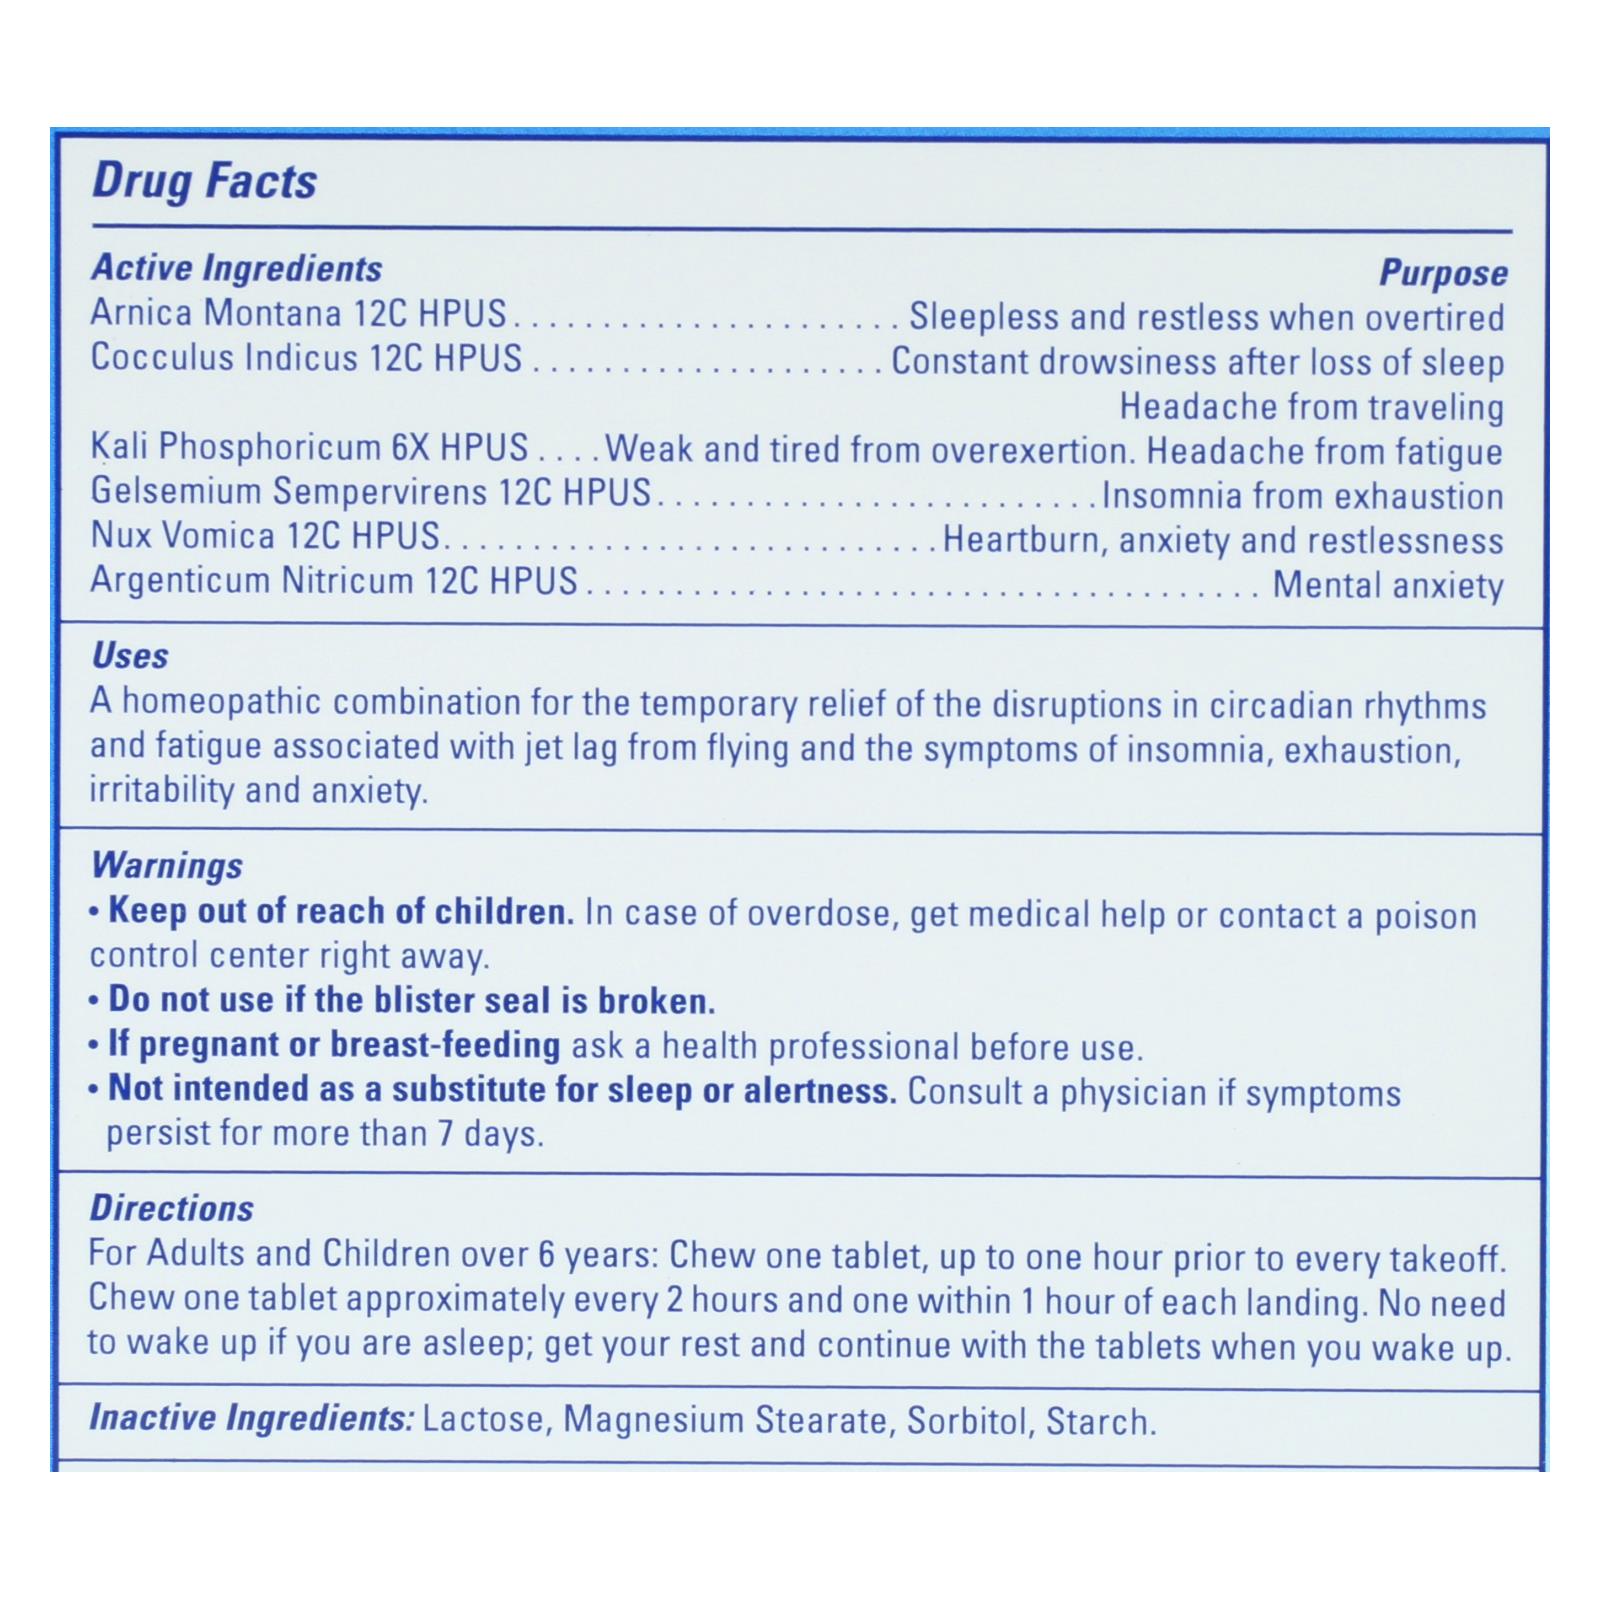 Drug Facts
Active Ingredients Purpose
Arnica Montana 12C HPUS...................... Sleepless and restless when overtired
Cocculus Indicus 12C HPUS .................... Constant drowsiness after loss of sleep
Headache from traveling
Kali Phosphoricum 6X HPUS ....Weak and tired from overexertion. Headache from fatigue
Gelsemium Sempervirens 12C HPUS.........................Insomnia from exhaustion
Nux Vomica 12C HPUS............................Heartburn, anxiety and restlessness
Argenticum Nitricum 12C HPUS....................................... Mental anxiety
Uses
A homeopathic combination for the temporary relief of the disruptions in circadian rhythms
and fatigue associated with jet lag from flying and the symptoms of insomnia, exhaustion,
irritability and anxiety.
Warnings
• Keep out of reach of children. In case of overdose, get medical help or contact a poison
control center right away.
• Do not use if the blister seal is broken.
• If pregnant or breast-feeding ask a health professional before use.
• Not intended as a substitute for sleep or alertness. Consult a physician if symptoms
persist for more than 7 days.
Directions
For Adults and Children over 6 years: Chew one tablet, up to one hour prior to every takeoff.
Chew one tablet approximately every 2 hours and one within 1 hour of each landing. No need
to wake up if you are asleep; get your rest and continue with the tablets when you wake up.
Inactive Ingredients: Lactose, Magnesium Stearate, Sorbitol, Starch.